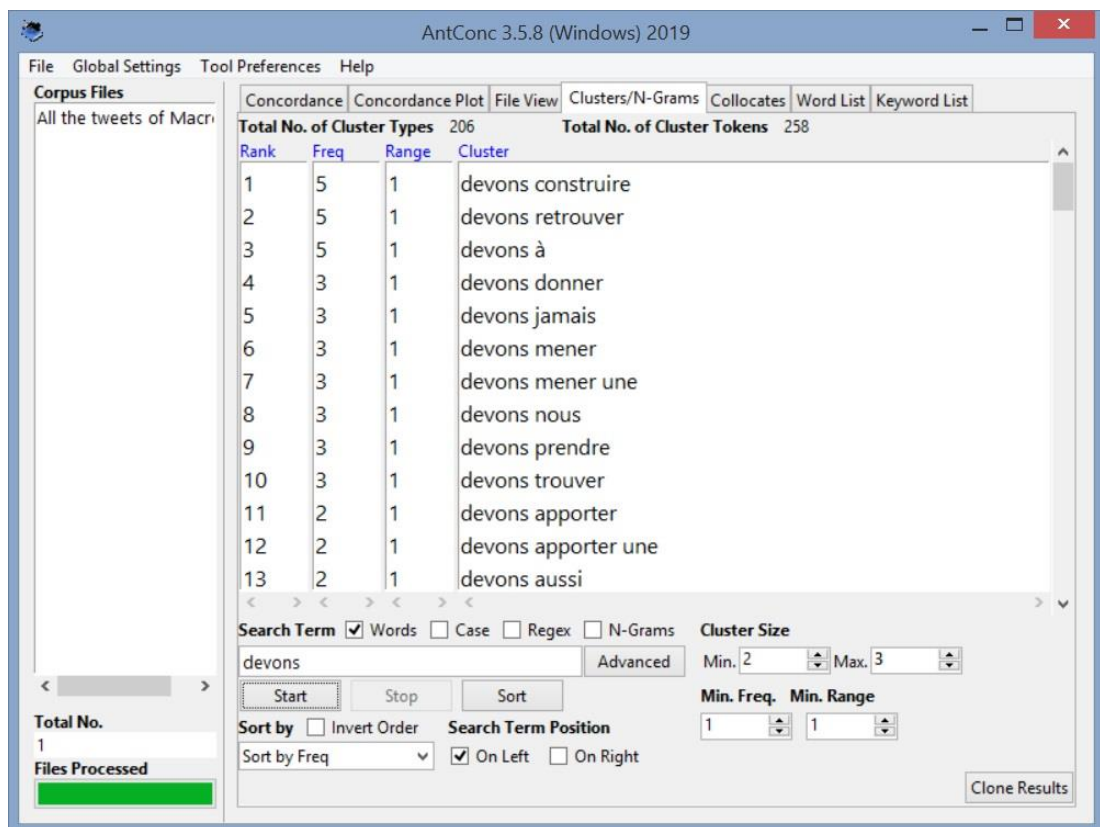 AntConc 3.5.8 (Windows) 2019
File Global Settings Tool Preferences Help
Corpus Files
All the tweets of Macr
Concordance Concordance Plot File View Clusters/N-Grams Collocates Word List Keyword List
Total No. of Cluster Types 206 Total No. of Cluster Tokens 258
Rank Freq Range Cluster
1 5 1 devons construire
2 5 1 devons retrouver
3 5 1 devons à
4 3 1 devons donner
5 3 1 devons jamais
6 3 1 devons mener
7 3 1 devons mener une
8 3 1 devons nous
9 3 1 devons prendre
10 3 1 devons trouver
11 2 1 devons apporter
12 2 1 devons apporter une
13 2 1 devons aussi
Search Term Words Case Regex N-Grams Cluster Size
devons Advanced Min. 2 Max. 3
Start Stop Sort Min. Freq. Min. Range
Total No.
1
Files Processed
Sort by Invert Order Search Term Position 1 1
Sort by Freq On Left On Right
Clone Results